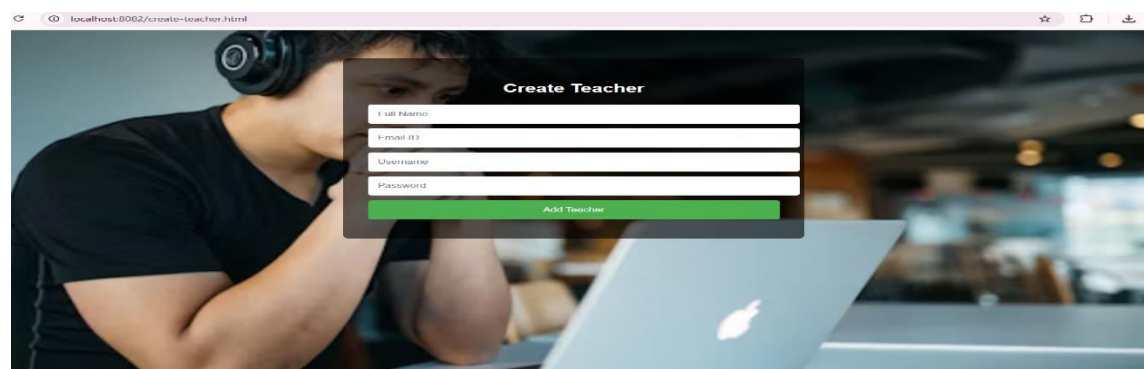 localhost:8082/create-teacher.html
Create Teacher
Full Name
Email ID
Username
Password
Add Teacher